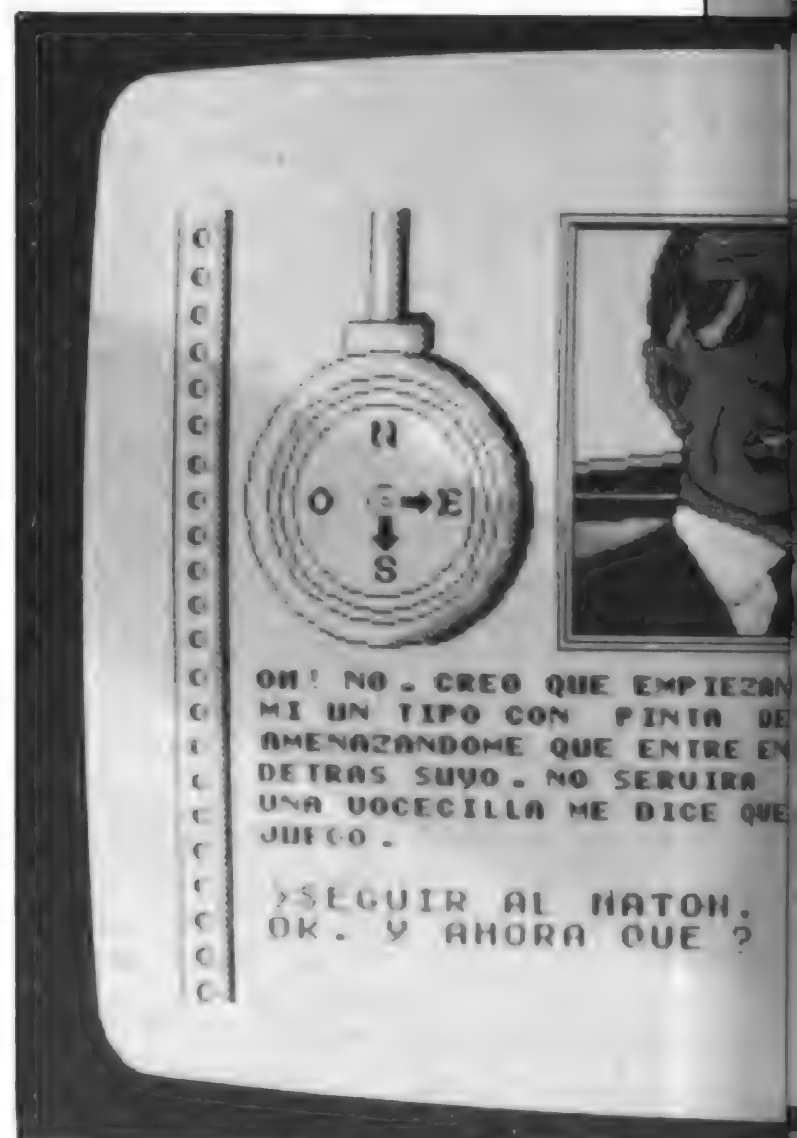 N
O E
S
OH! NO. CREO QUE EMPIEZAN
MI UN TIPO CON PINTA DE
AMENAZANDOME QUE ENTRE EN
DETRAS SUYO. NO SERVIRA
UNA VOCECILLA ME DICE QUE
JUEGO.
>SEGUIR AL MATON.
OK. Y AHORA QUE ?